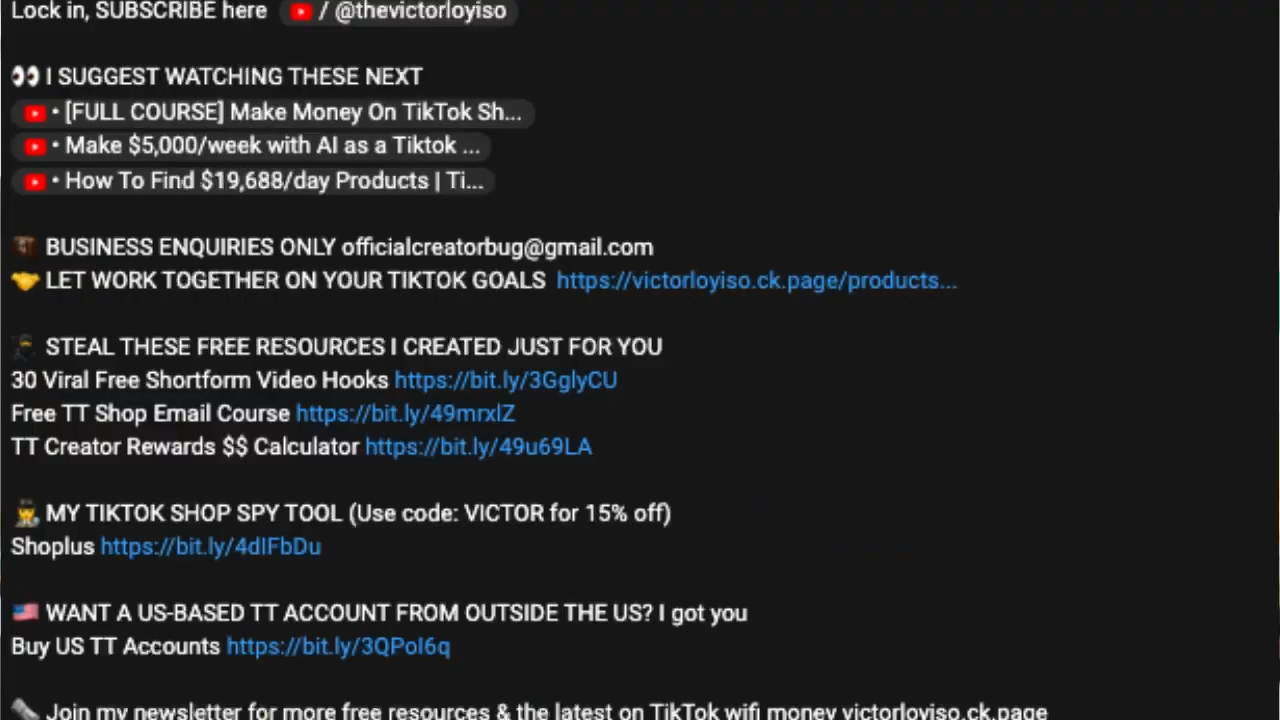 Lock in, SUBSCRIBE here / @thevictorloyiso
👀 I SUGGEST WATCHING THESE NEXT
• [FULL COURSE] Make Money On TikTok Sh...
• Make $5,000/week with AI as a Tiktok ...
• How To Find $19,688/day Products | Ti...
BUSINESS ENQUIRIES ONLY officialcreatorbug@gmail.com
🤝 LET WORK TOGETHER ON YOUR TIKTOK GOALS https://victorloyiso.ck.page/products...
🥷 STEAL THESE FREE RESOURCES I CREATED JUST FOR YOU
30 Viral Free Shortform Video Hooks https://bit.ly/3GglyCU
Free TT Shop Email Course https://bit.ly/49mrxlZ
TT Creator Rewards $$ Calculator https://bit.ly/49u69LA
MY TIKTOK SHOP SPY TOOL (Use code: VICTOR for 15% off)
Shoplus https://bit.ly/4dlFbDu
🇺🇸 WANT A US-BASED TT ACCOUNT FROM OUTSIDE THE US? I got you
Buy US TT Accounts https://bit.ly/3QPol6q
🗞️ Join my newsletter for more free resources & the latest on TikTok wifi money victorloyiso.ck.page